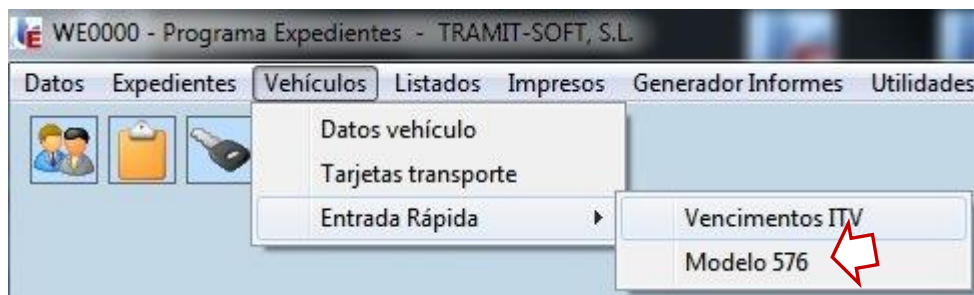 WE0000 - Programa Expedientes - TRAMIT-SOFT, S.L.
Datos Expedientes Vehículos Listados Impresos Generador Informes Utilidades
Datos vehículo
Tarjetas transporte
Entrada Rápida
Vencimentos ITV
Modelo 576